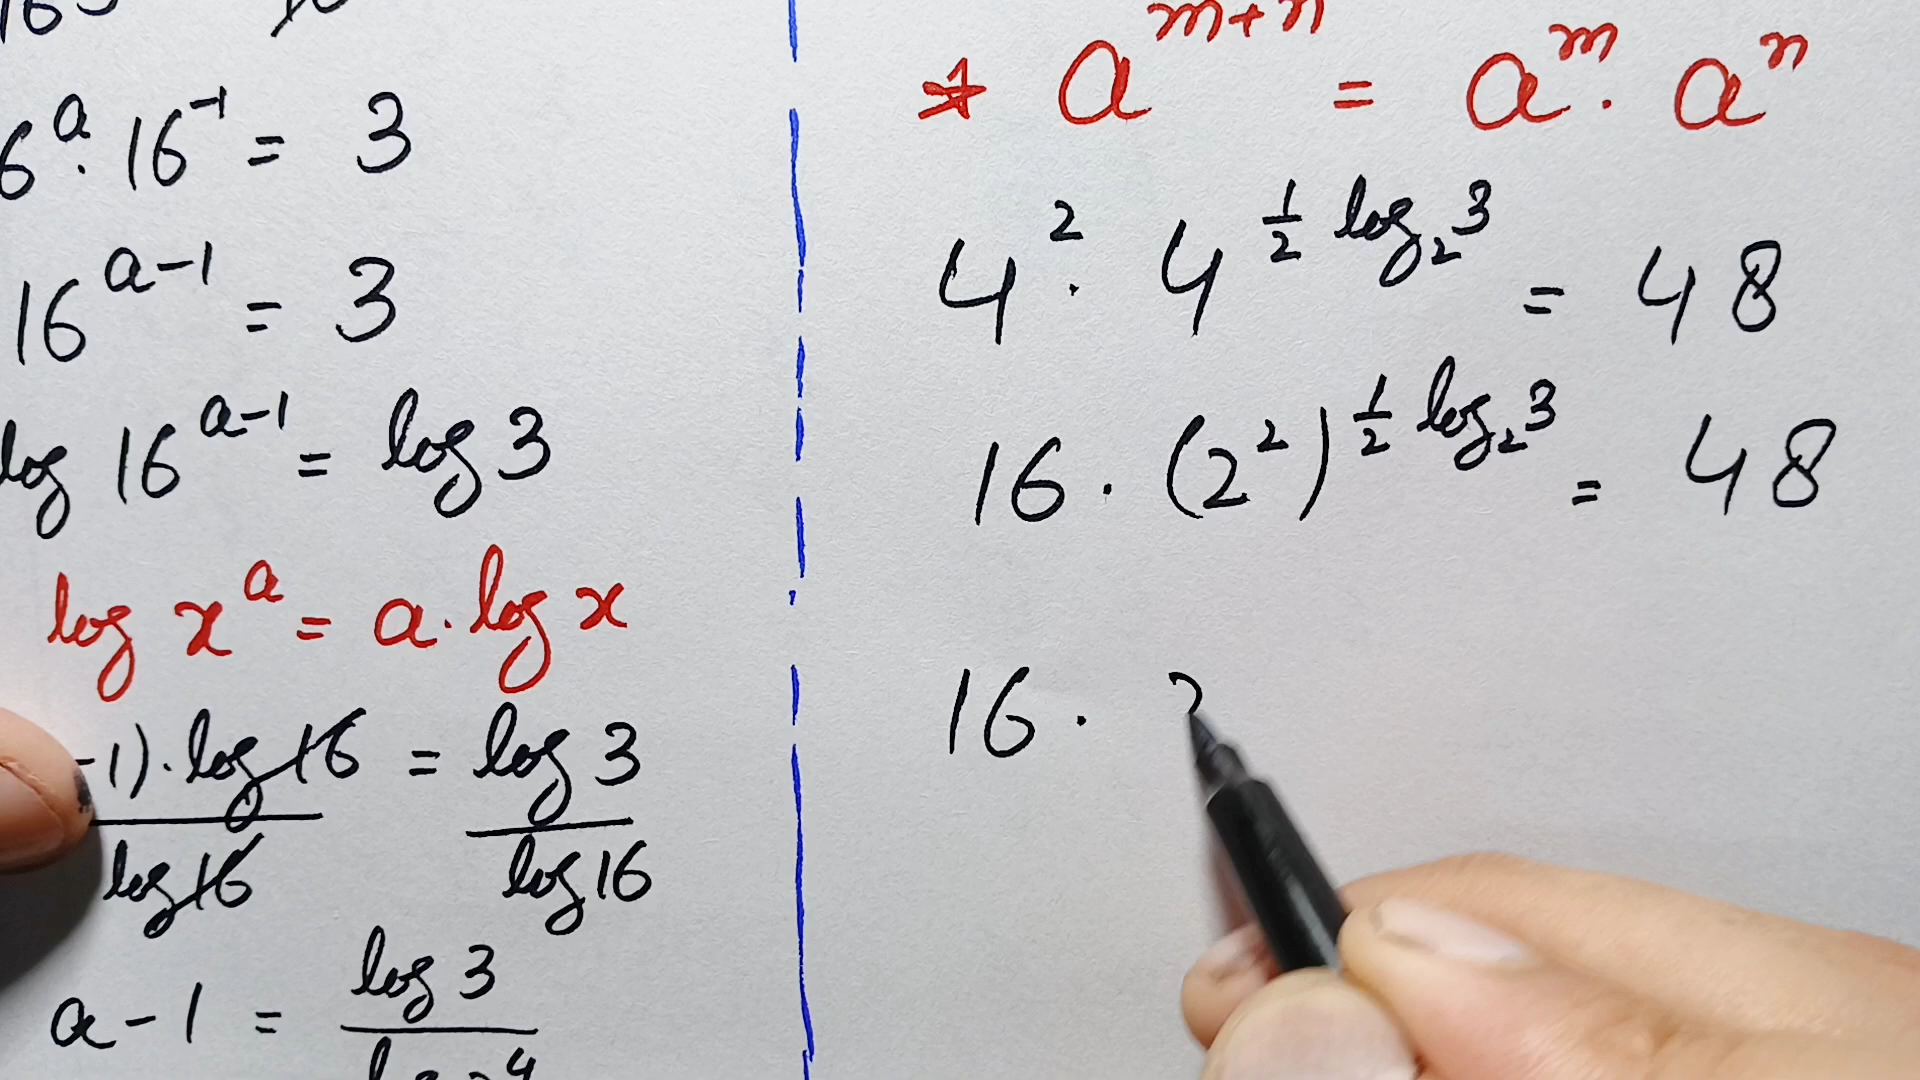 6^a · 16^-1 = 3
16^(a-1) = 3
log 16^(a-1) = log 3
log x^a = a · log x
-1) · log 16 / log 16 = log 3 / log 16
a - 1 = log 3 /
* a^(m+n) = a^m · a^n
4^2 · 4^(1/2 log_2 3) = 48
16 · (2^2)^(1/2 log_2 3) = 48
16 ·